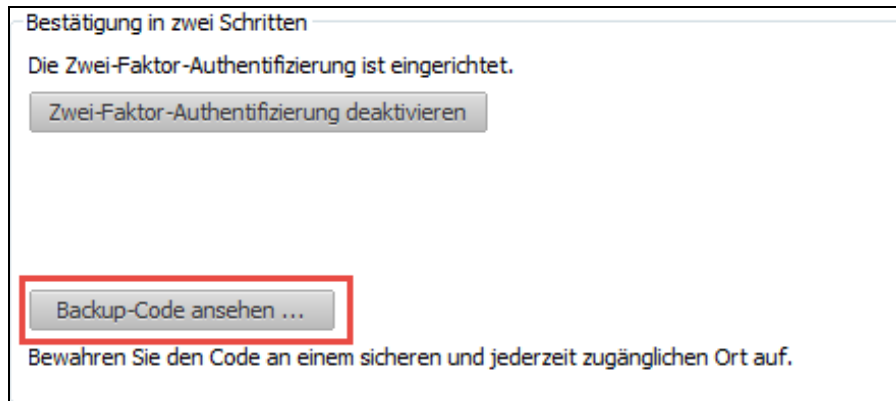 Bestätigung in zwei Schritten
Die Zwei-Faktor-Authentifizierung ist eingerichtet.
Zwei-Faktor-Authentifizierung deaktivieren
Backup-Code ansehen ...
Bewahren Sie den Code an einem sicheren und jederzeit zugänglichen Ort auf.